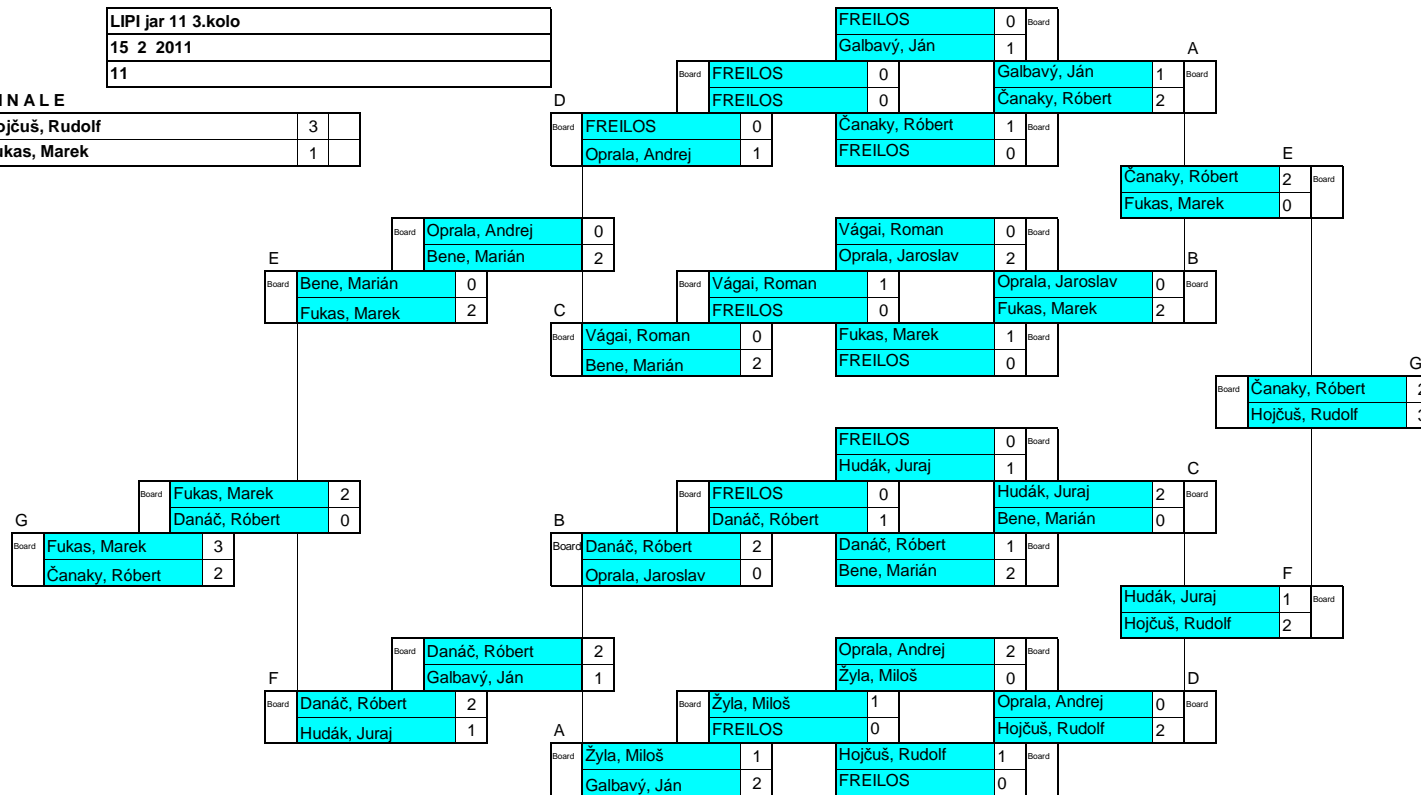 LIPI jar 11 3.kolo
15 2 2011
11
N A L E
ojčuš, Rudolf 3
ukas, Marek 1
FREILOS 0 Board
Galbavý, Ján 1
A
Board FREILOS 0
FREILOS 0
Galbavý, Ján 1 Board
Čanaky, Róbert 2
D
Board FREILOS 0
Oprala, Andrej 1
Čanaky, Róbert 1 Board
FREILOS 0
E
Čanaky, Róbert 2 Board
Fukas, Marek 0
Board Oprala, Andrej 0
Bene, Marián 2
Vágai, Roman 0 Board
Oprala, Jaroslav 2
E
B
Board Bene, Marián 0
Fukas, Marek 2
Board Vágai, Roman 1
FREILOS 0
Oprala, Jaroslav 0 Board
Fukas, Marek 2
C
Board Vágai, Roman 0
Bene, Marián 2
Fukas, Marek 1 Board
FREILOS 0
G
Board Čanaky, Róbert
Hojčuš, Rudolf
FREILOS 0 Board
Hudák, Juraj 1
C
Board Fukas, Marek 2
Danáč, Róbert 0
Board FREILOS 0
Danáč, Róbert 1
Hudák, Juraj 2 Board
Bene, Marián 0
G
B
Board Fukas, Marek 3
Čanaky, Róbert 2
Board Danáč, Róbert 2
Oprala, Jaroslav 0
Danáč, Róbert 1 Board
Bene, Marián 2
F
Hudák, Juraj 1 Board
Hojčuš, Rudolf 2
Board Danáč, Róbert 2
Galbavý, Ján 1
Oprala, Andrej 2 Board
Žyla, Miloš 0
F
D
Board Danáč, Róbert 2
Hudák, Juraj 1
Board Žyla, Miloš 1
FREILOS 0
Oprala, Andrej 0 Board
Hojčuš, Rudolf 2
A
Board Žyla, Miloš 1
Galbavý, Ján 2
Hojčuš, Rudolf 1 Board
FREILOS 0